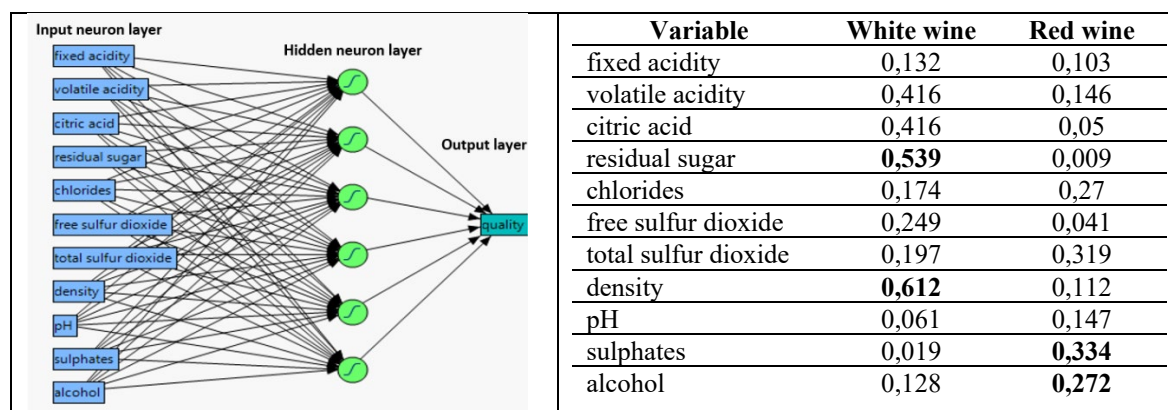 Input neuron layer
Hidden neuron layer
Output layer
fixed acidity
volatile acidity
citric acid
residual sugar
chlorides
free sulfur dioxide
total sulfur dioxide
density
pH
sulphates
alcohol
quality
Variable White wine Red wine
fixed acidity 0,132 0,103
volatile acidity 0,416 0,146
citric acid 0,416 0,05
residual sugar 0,539 0,009
chlorides 0,174 0,27
free sulfur dioxide 0,249 0,041
total sulfur dioxide 0,197 0,319
density 0,612 0,112
pH 0,061 0,147
sulphates 0,019 0,334
alcohol 0,128 0,272